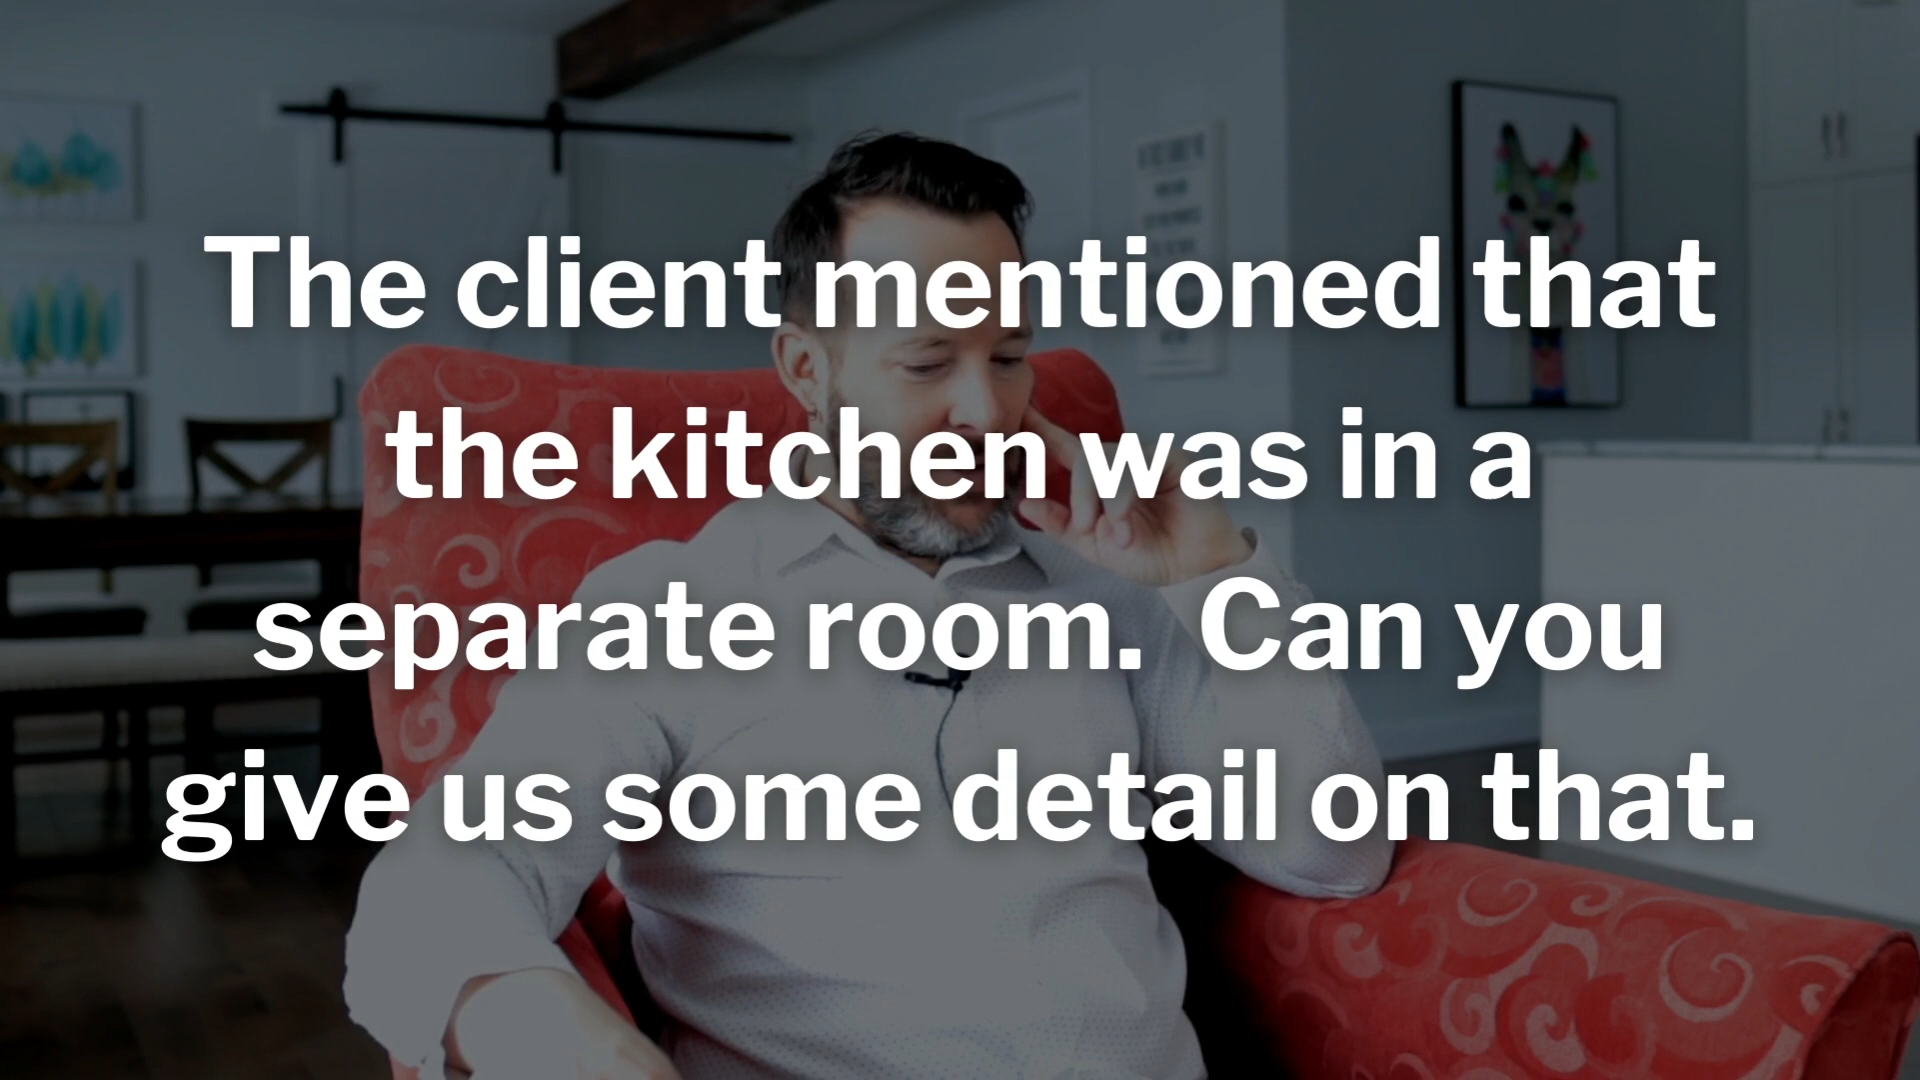 The client mentioned that
the kitchen was in a
separate room.  Can you
give us some detail on that.